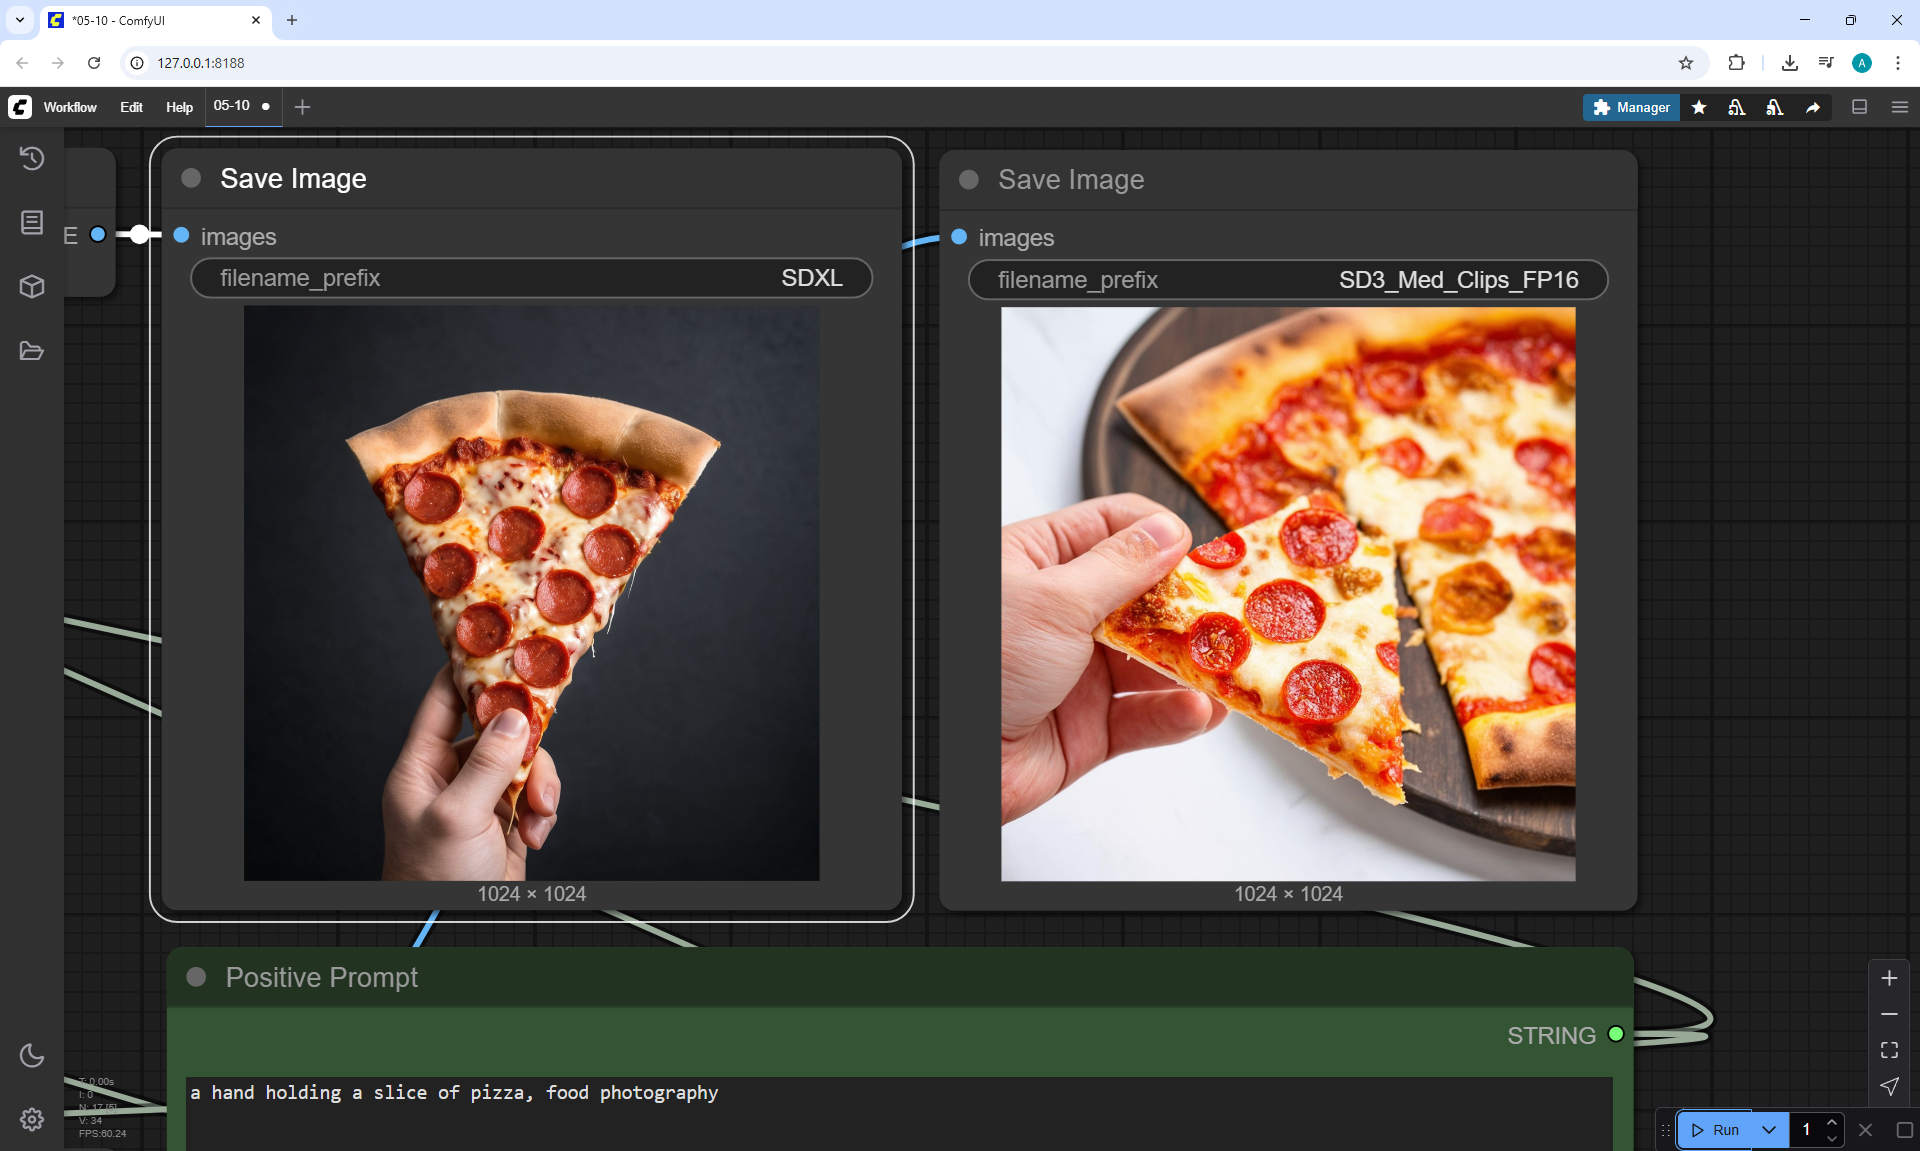 *05-10 - ComfyUI
127.0.0.1:8188
A
Workflow Edit Help 05-10
Manager
E
Save Image
images
filename_prefix SDXL
1024 × 1024
Save Image
images
filename_prefix SD3_Med_Clips_FP16
1024 × 1024
Positive Prompt
STRING
a hand holding a slice of pizza, food photography
T: 0.00s
I: 0
N: 17 [5]
V: 34
FPS:60.24
Run 1